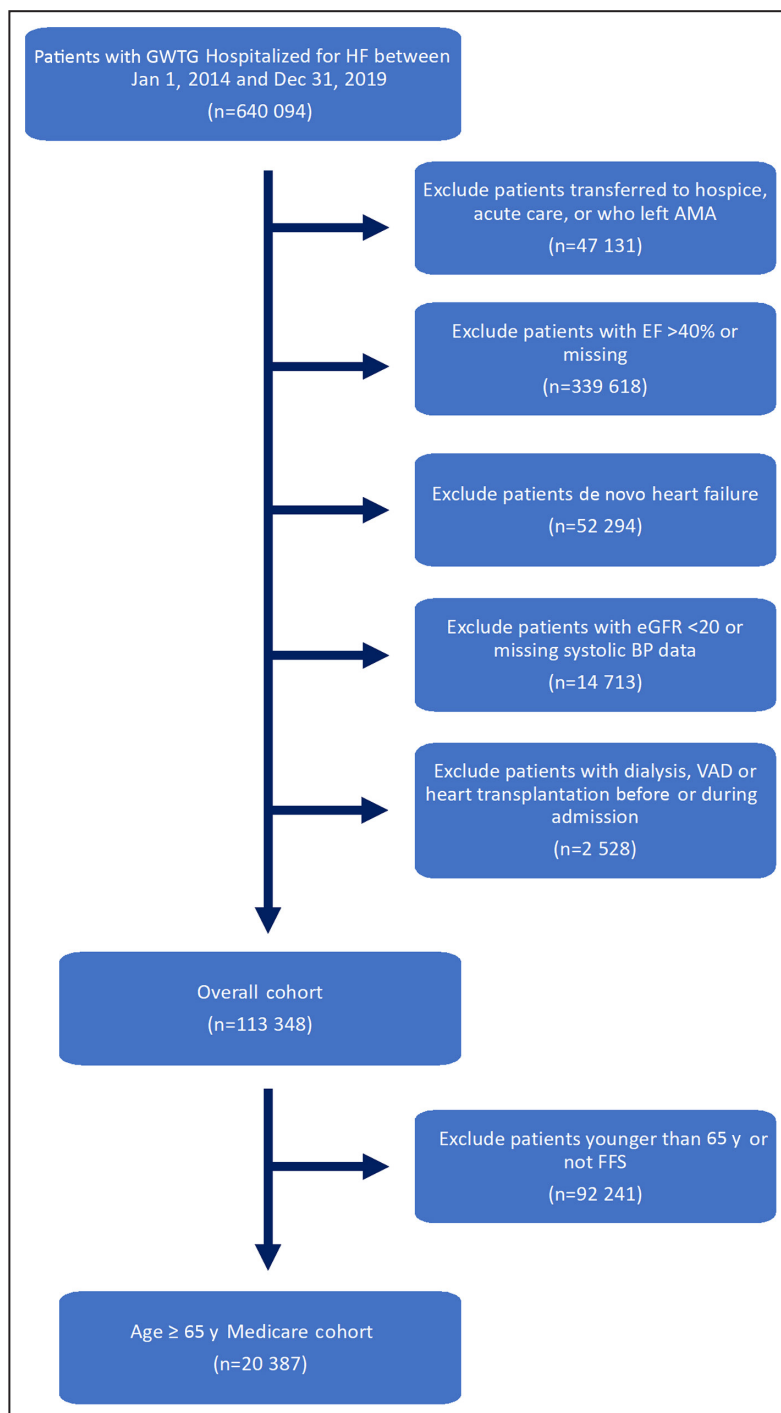 Patients with GWTG Hospitalized for HF between
Jan 1, 2014 and Dec 31, 2019
(n=640 094)
Exclude patients transferred to hospice,
acute care, or who left AMA
(n=47 131)
Exclude patients with EF >40% or
missing
(n=339 618)
Exclude patients de novo heart failure
(n=52 294)
Exclude patients with eGFR <20 or
missing systolic BP data
(n=14 713)
Exclude patients with dialysis, VAD or
heart transplantation before or during
admission
(n=2 528)
Overall cohort
(n=113 348)
Exclude patients younger than 65 y or
not FFS
(n=92 241)
Age ≥ 65 y Medicare cohort
(n=20 387)